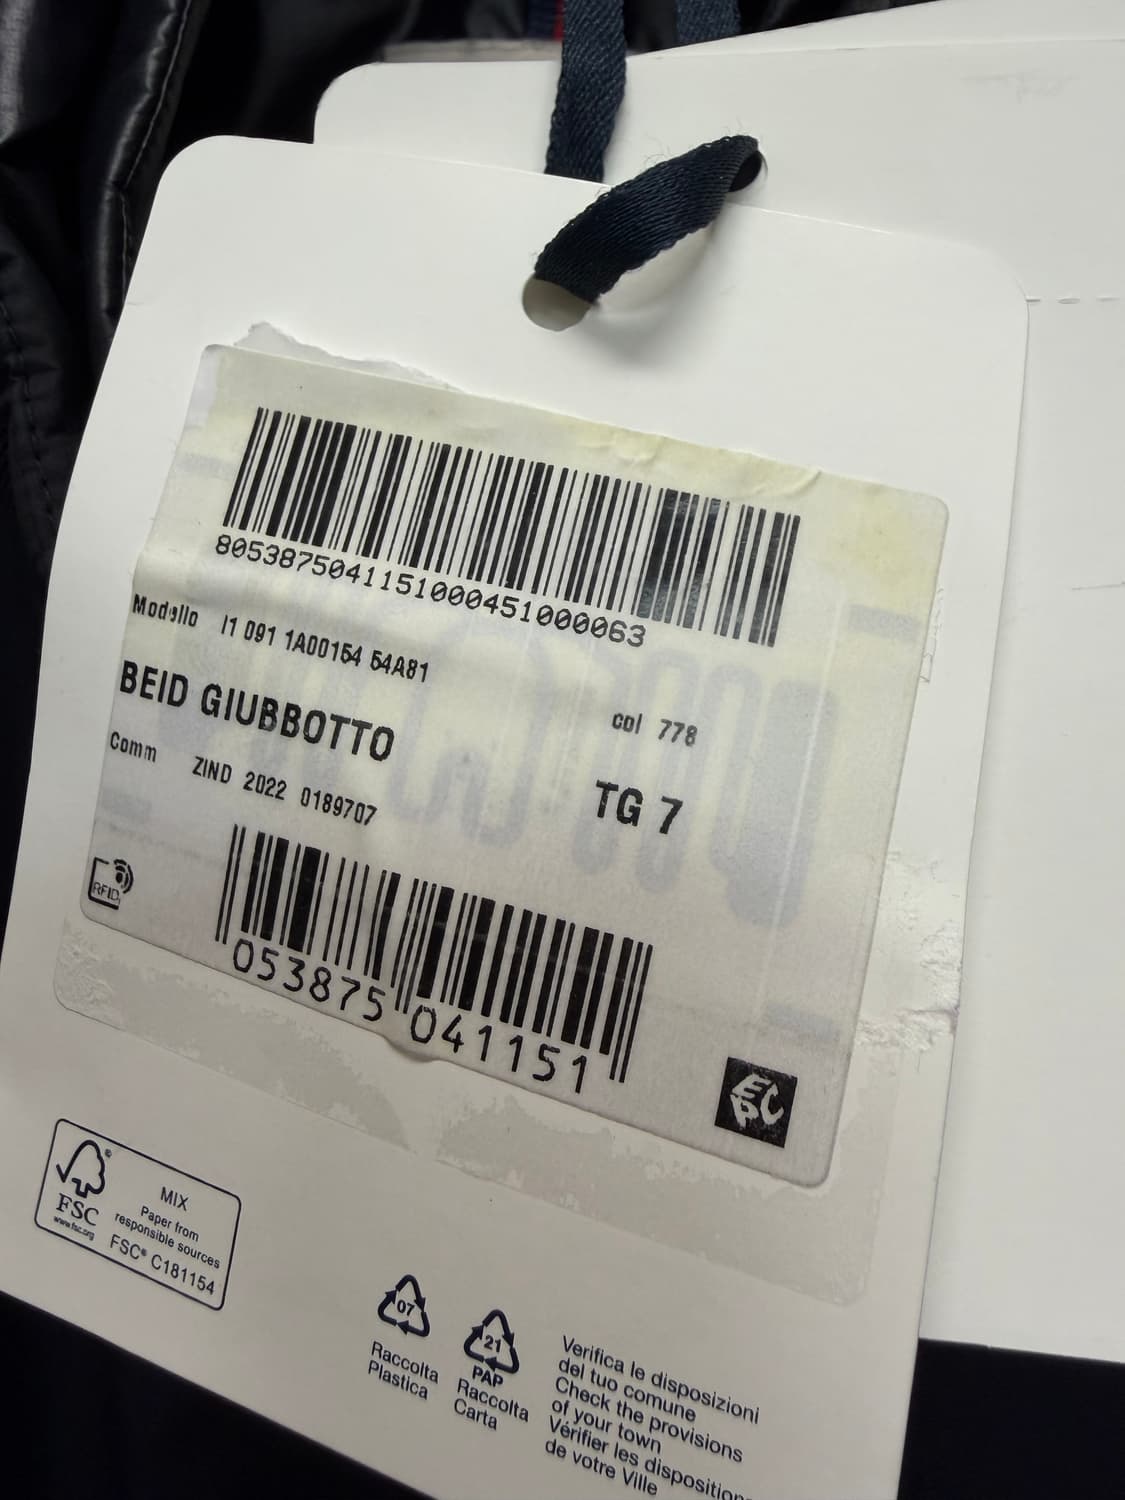 805387504115100045100063
Modello I1 091 1A00154 54A81
BEID GIUBBOTTO
col 778
Comm ZIND 2022 0189707
TG 7
RFID
053875 041151
EPC
FSC
www.fsc.org
MIX
Paper from
responsible sources
FSC® C181154
07
Raccolta
Plastica
21
PAP
Raccolta
Carta
Verifica le disposizioni
del tuo comune
Check the provisions
of your town
Vérifier les disposition
de votre Ville